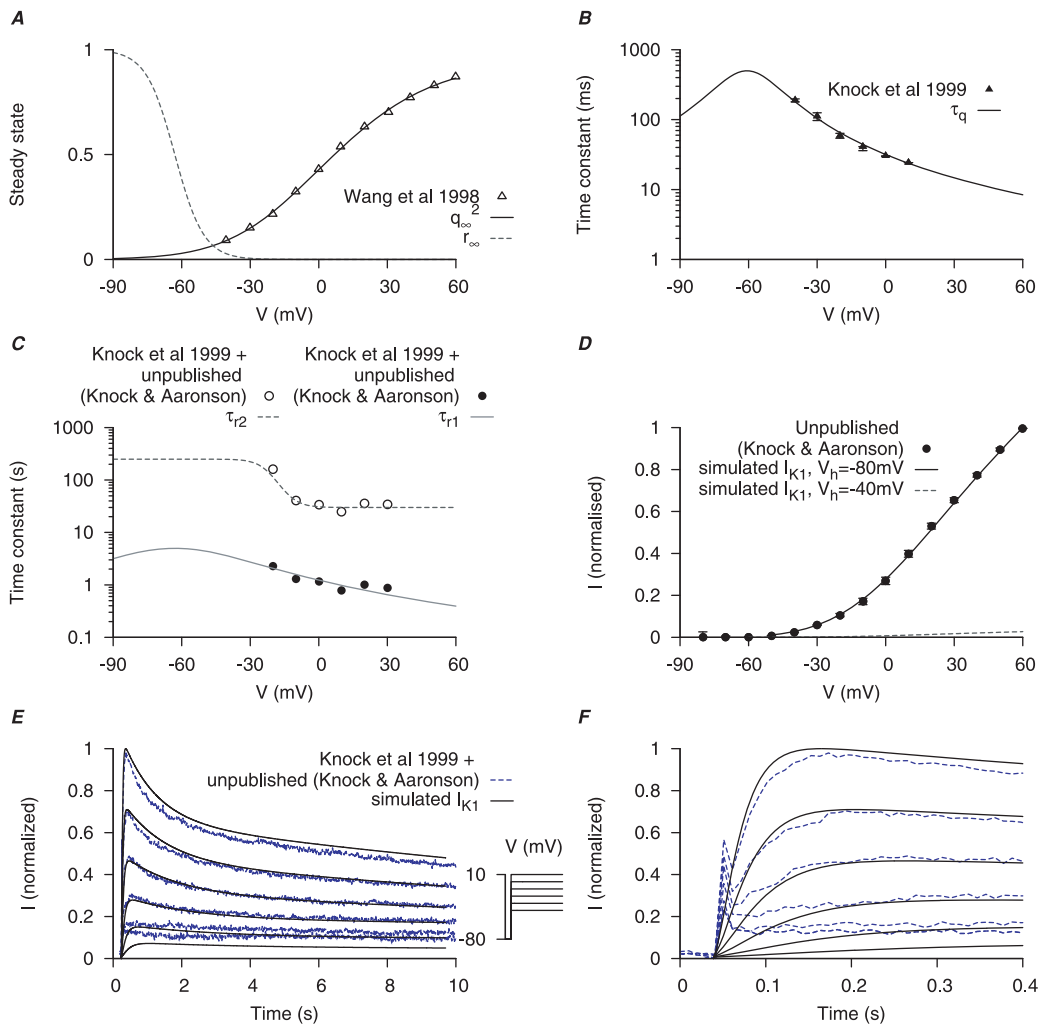 A
Steady state
1
0.5
0
Wang et al 1998
q∞²
r∞
-90 -60 -30 0 30 60
V (mV)
B
Time constant (ms)
1000
100
10
1
Knock et al 1999
τq
-90 -60 -30 0 30 60
V (mV)
C
Knock et al 1999 +
unpublished
(Knock & Aaronson)
τr2
Knock et al 1999 +
unpublished
(Knock & Aaronson)
τr1
Time constant (s)
1000
100
10
1
0.1
-90 -60 -30 0 30 60
V (mV)
D
Unpublished
(Knock & Aaronson)
simulated IK1, Vh=-80mV
simulated IK1, Vh=-40mV
I (normalised)
1
0.8
0.6
0.4
0.2
0
-90 -60 -30 0 30 60
V (mV)
E
Knock et al 1999 +
unpublished (Knock & Aaronson)
simulated IK1
I (normalized)
1
0.8
0.6
0.4
0.2
0
0 2 4 6 8 10
Time (s)
V (mV)
10
-80
F
I (normalized)
1
0.8
0.6
0.4
0.2
0
0 0.1 0.2 0.3 0.4
Time (s)